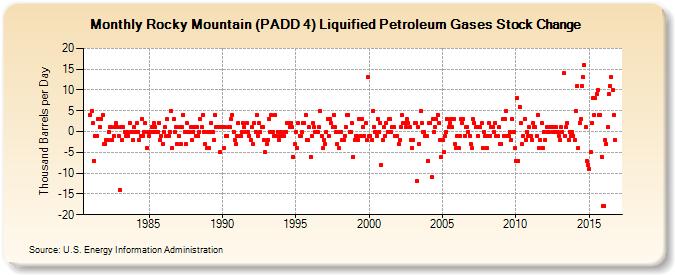 Monthly Rocky Mountain (PADD 4) Liquified Petroleum Gases Stock Change
Thousand Barrels per Day
20
15
10
5
0
-5
-10
-15
-20
1985 1990 1995 2000 2005 2010 2015
Source: U.S. Energy Information Administration